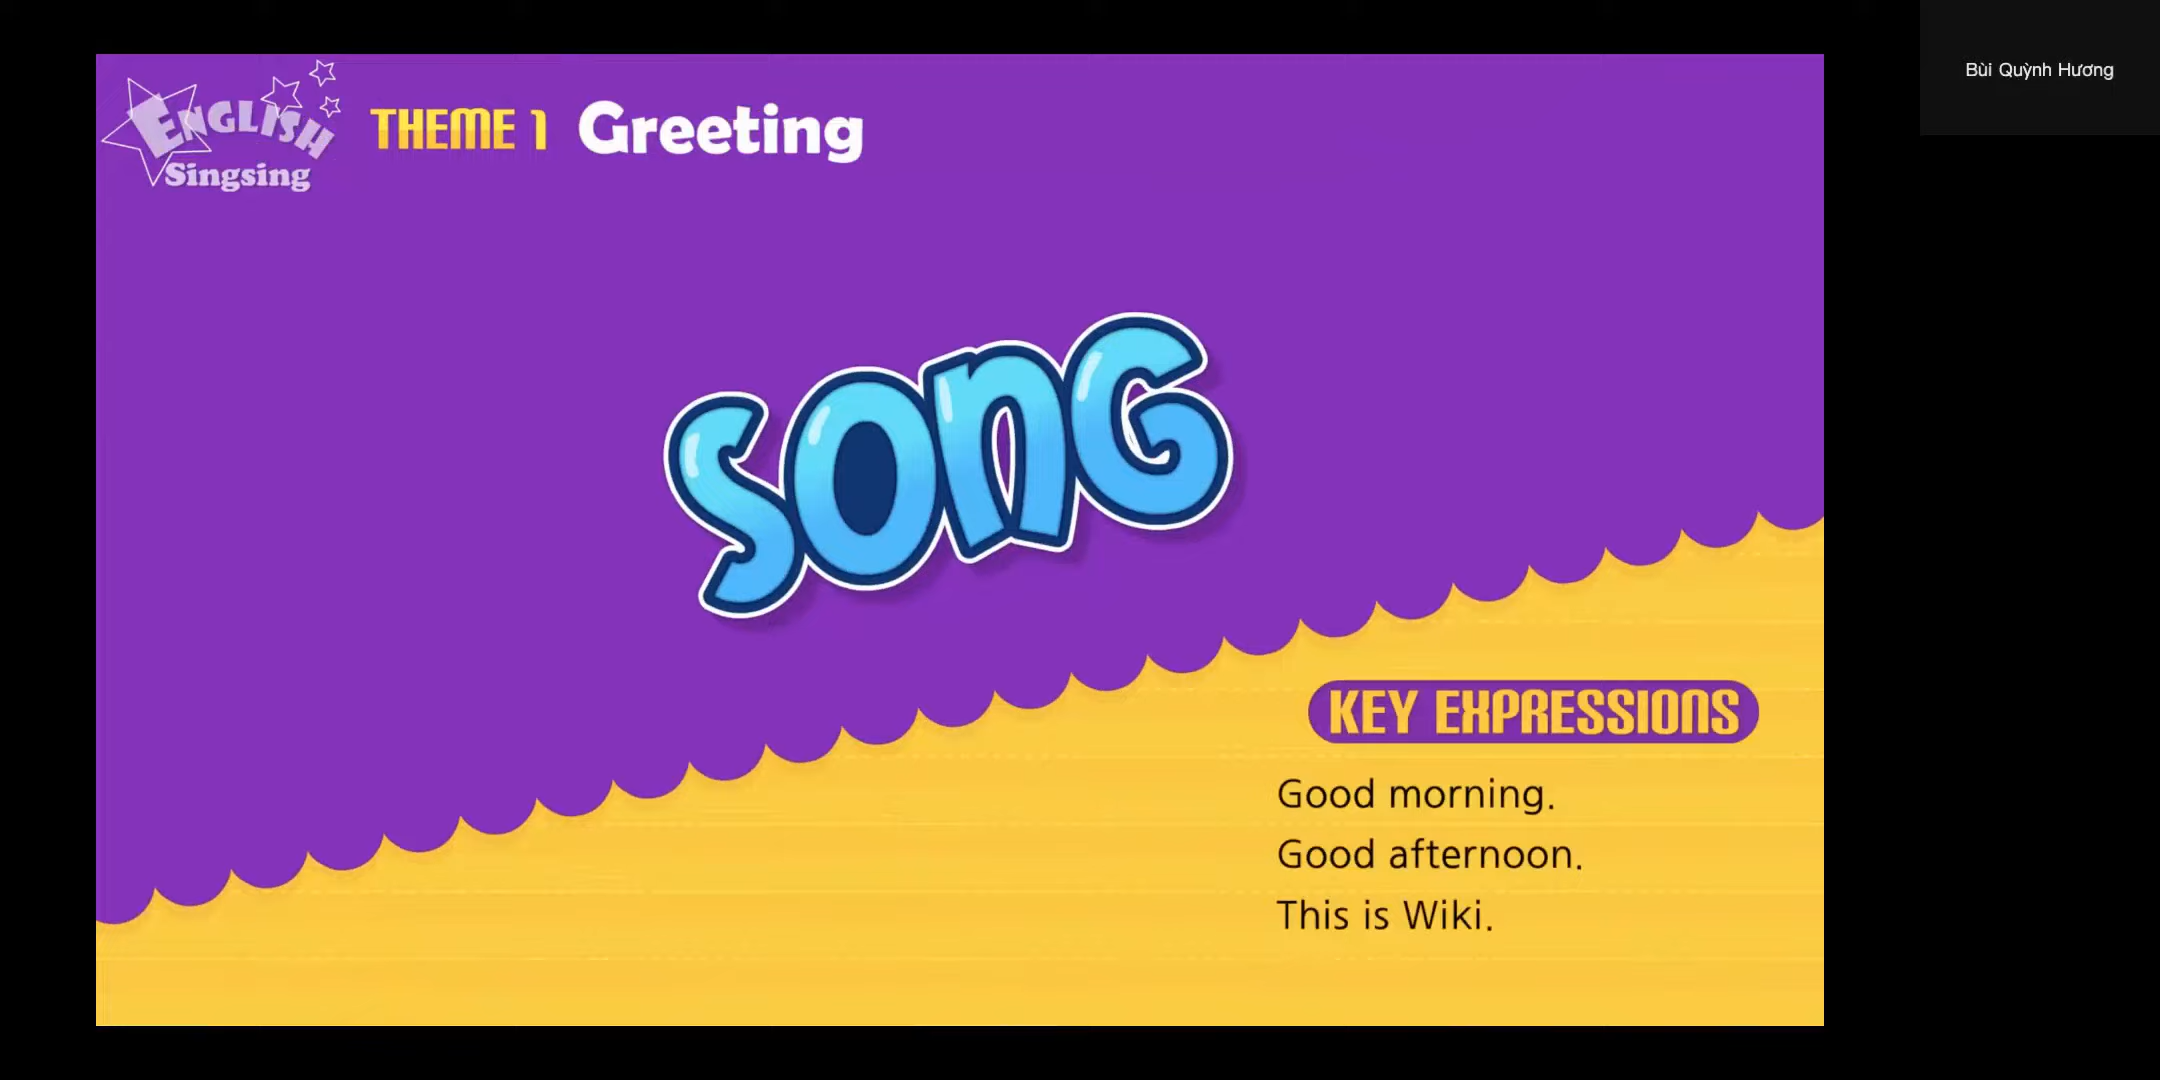 Bùi Quỳnh Hương
ENGLISH
Singsing
THEME 1 Greeting
SONG
KEY EXPRESSIONS
Good morning.
Good afternoon.
This is Wiki.